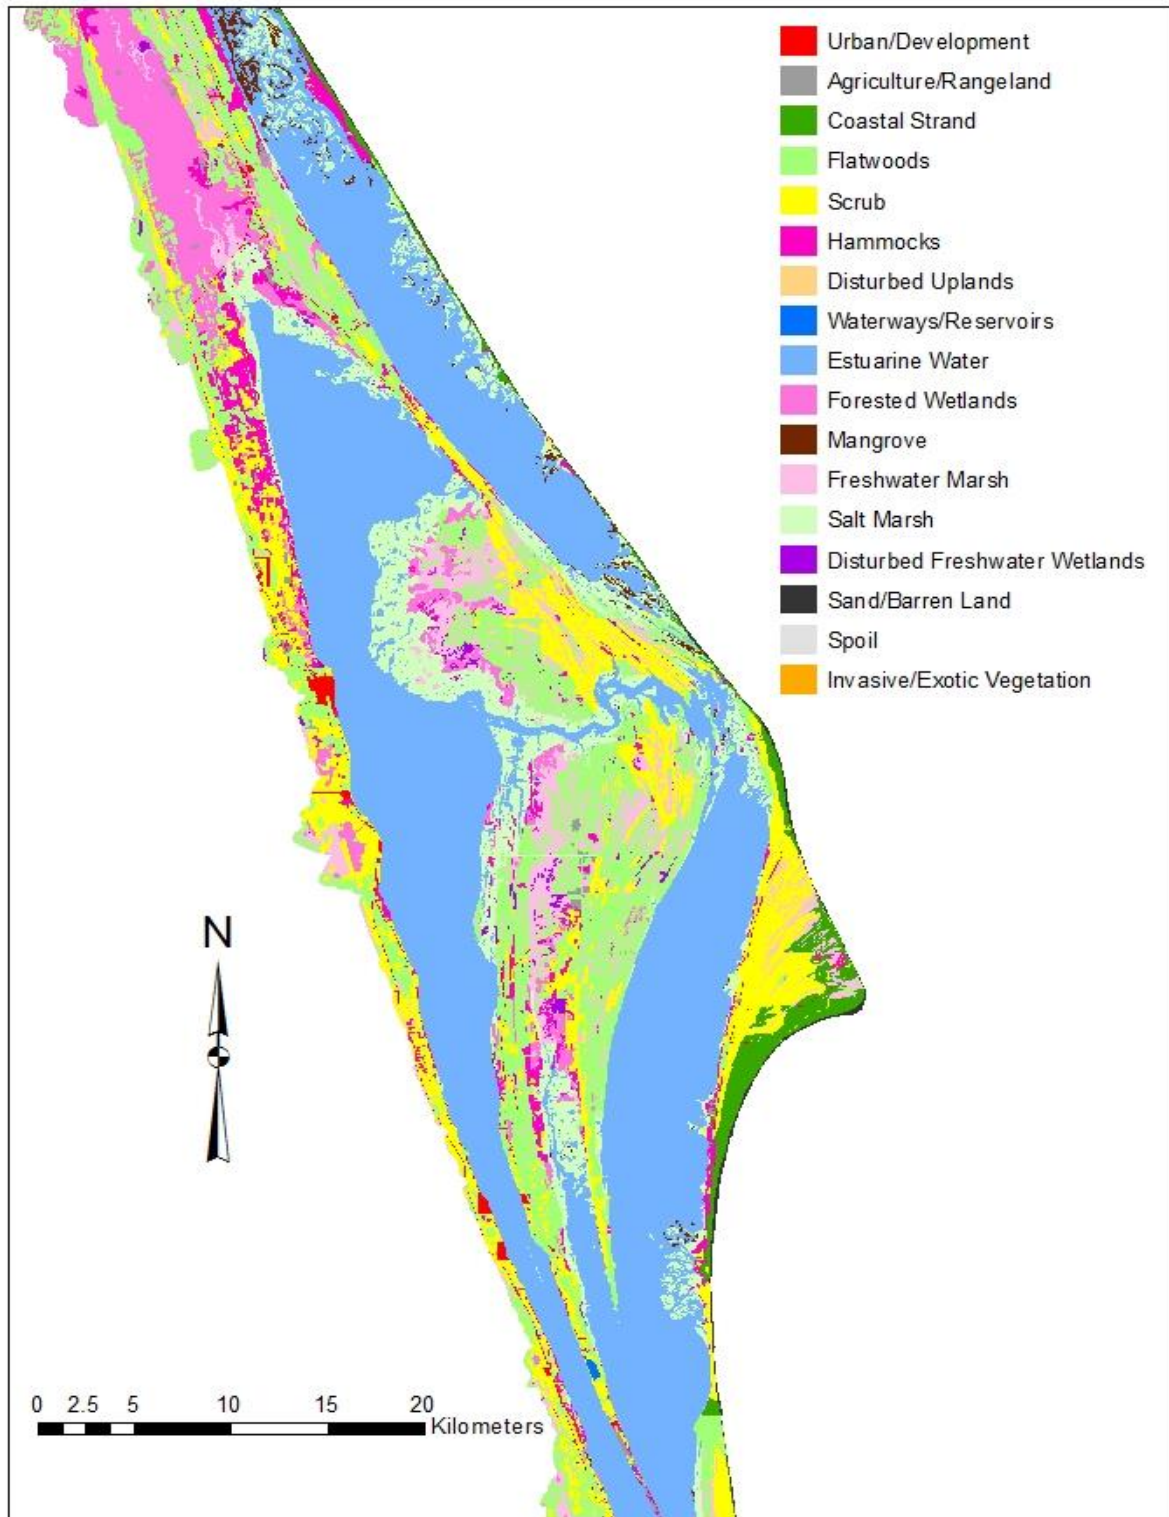 Urban/Development
Agriculture/Rangeland
Coastal Strand
Flatwoods
Scrub
Hammocks
Disturbed Uplands
Waterways/Reservoirs
Estuarine Water
Forested Wetlands
Mangrove
Freshwater Marsh
Salt Marsh
Disturbed Freshwater Wetlands
Sand/Barren Land
Spoil
Invasive/Exotic Vegetation
N
0 2.5 5 10 15 20
Kilometers